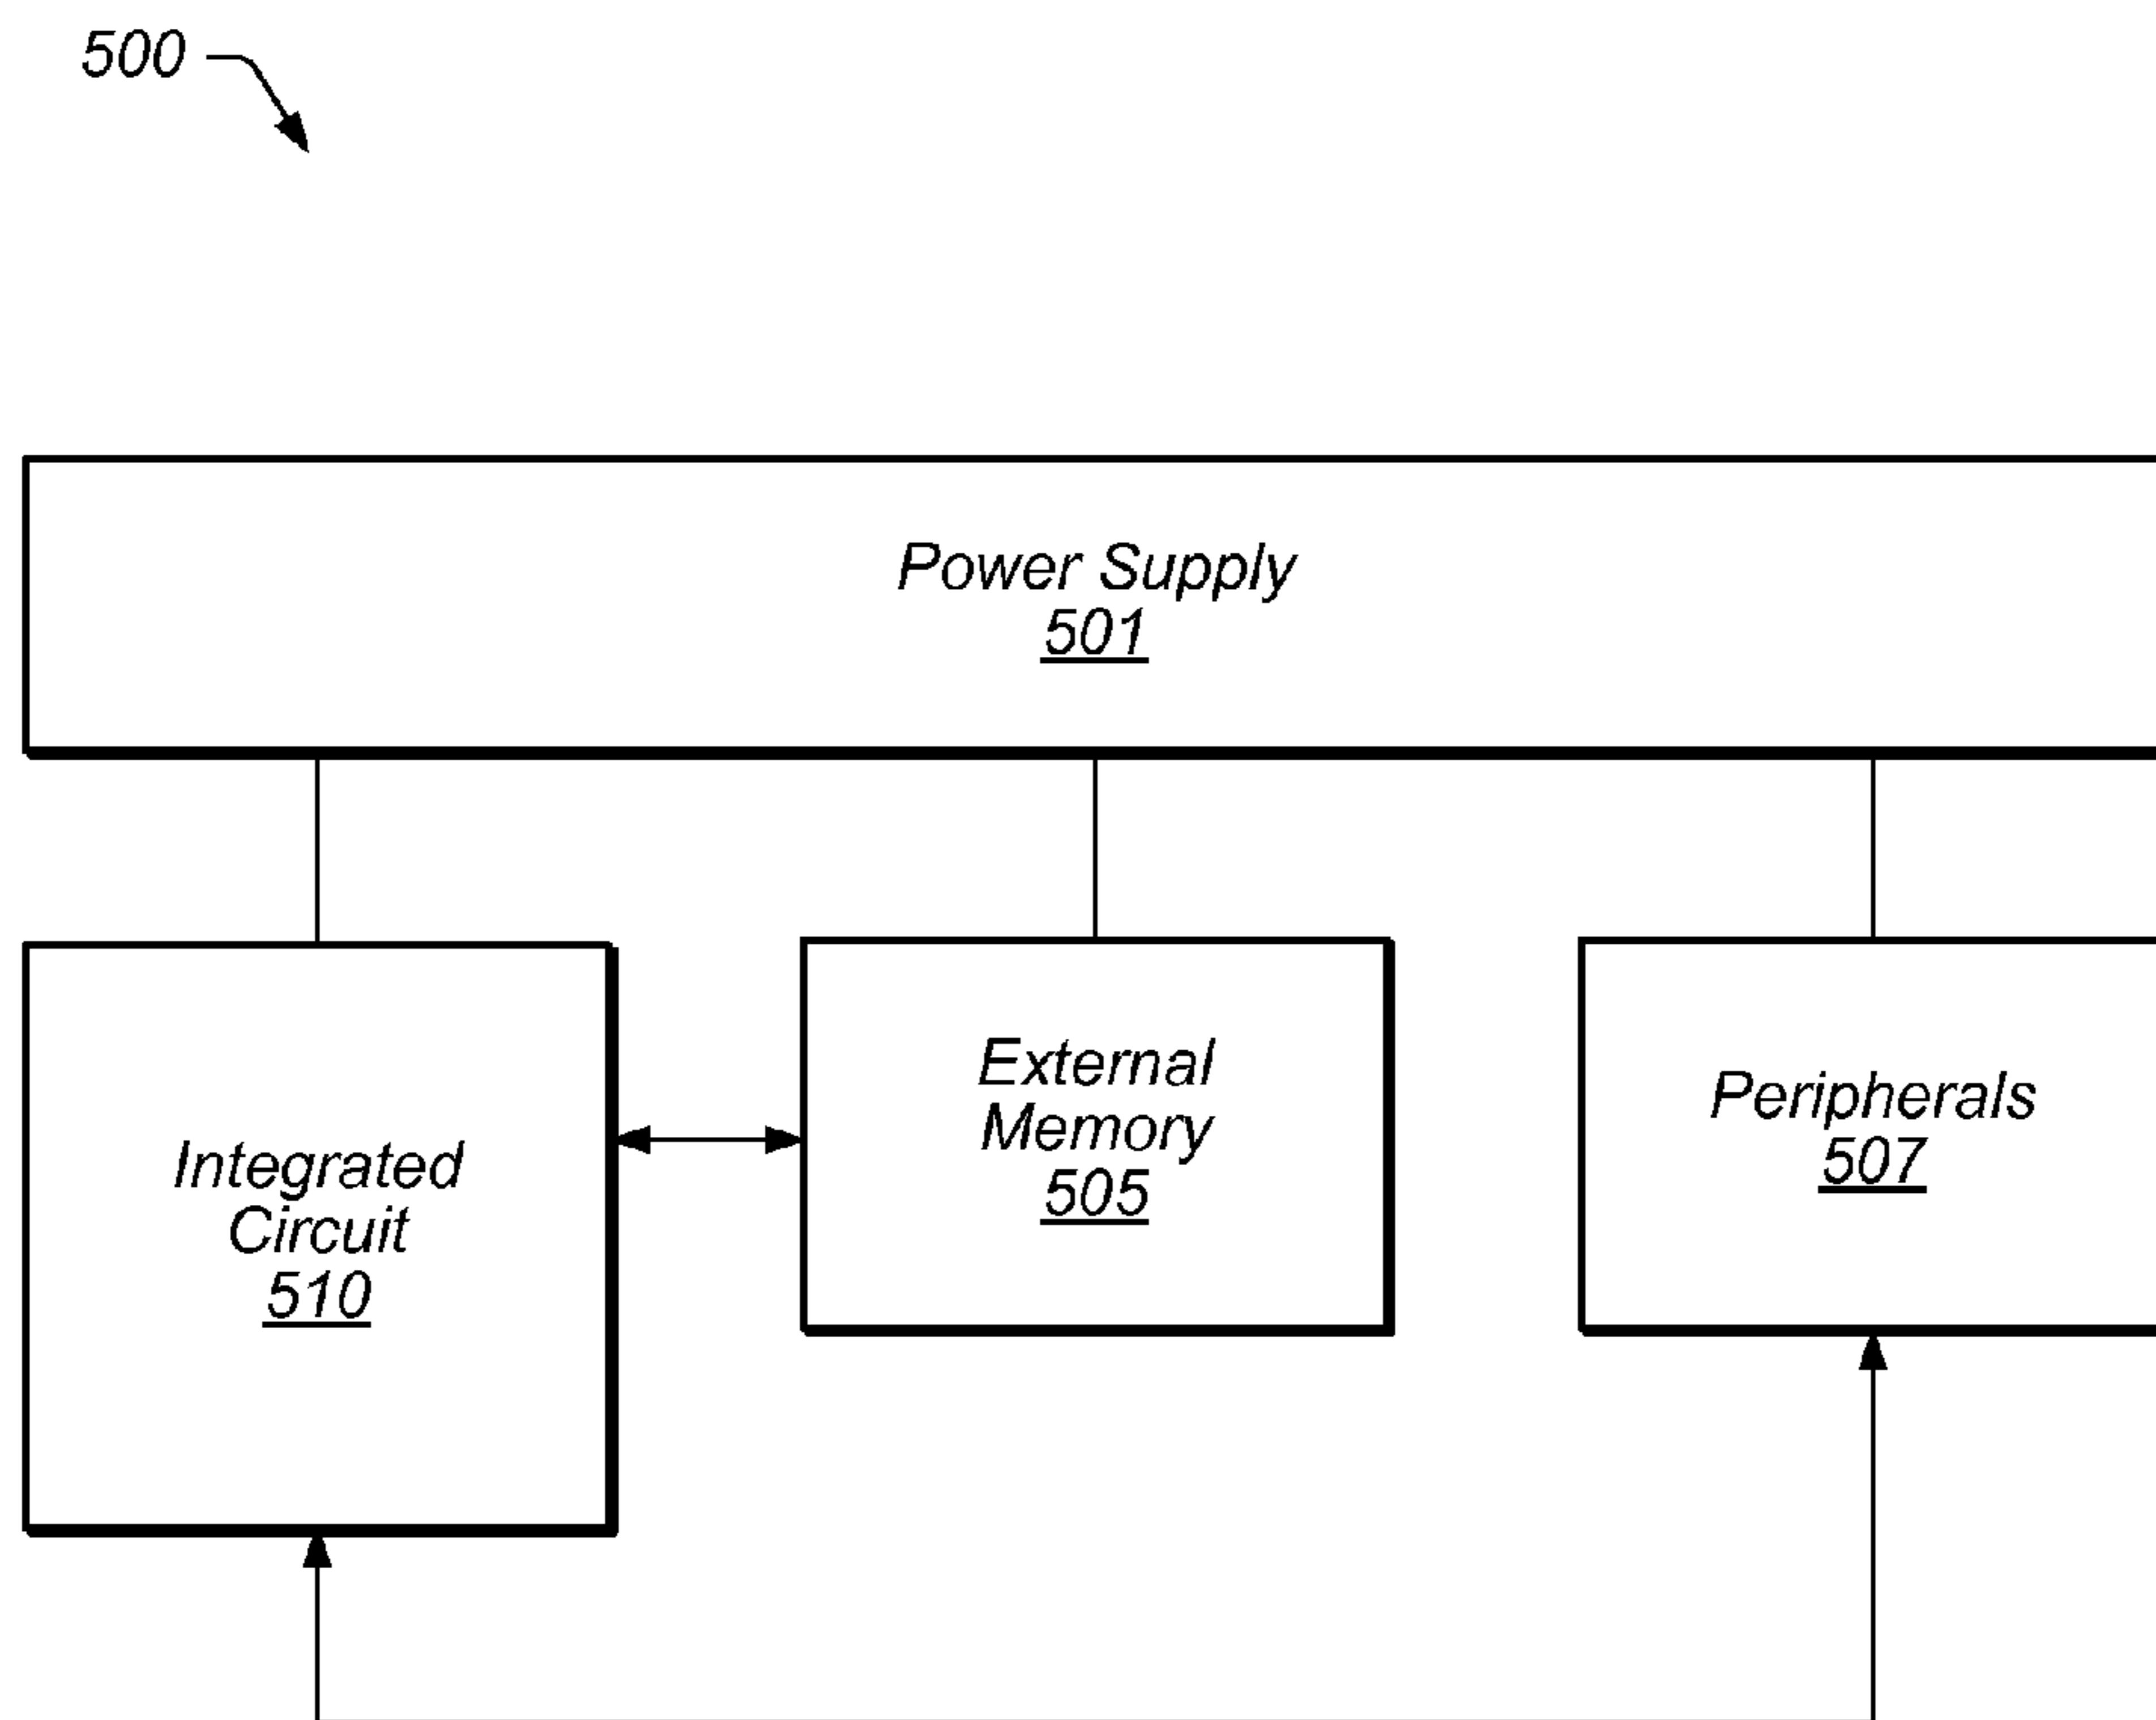 500
Power Supply
501
Integrated
Circuit
510
External
Memory
505
Peripherals
507